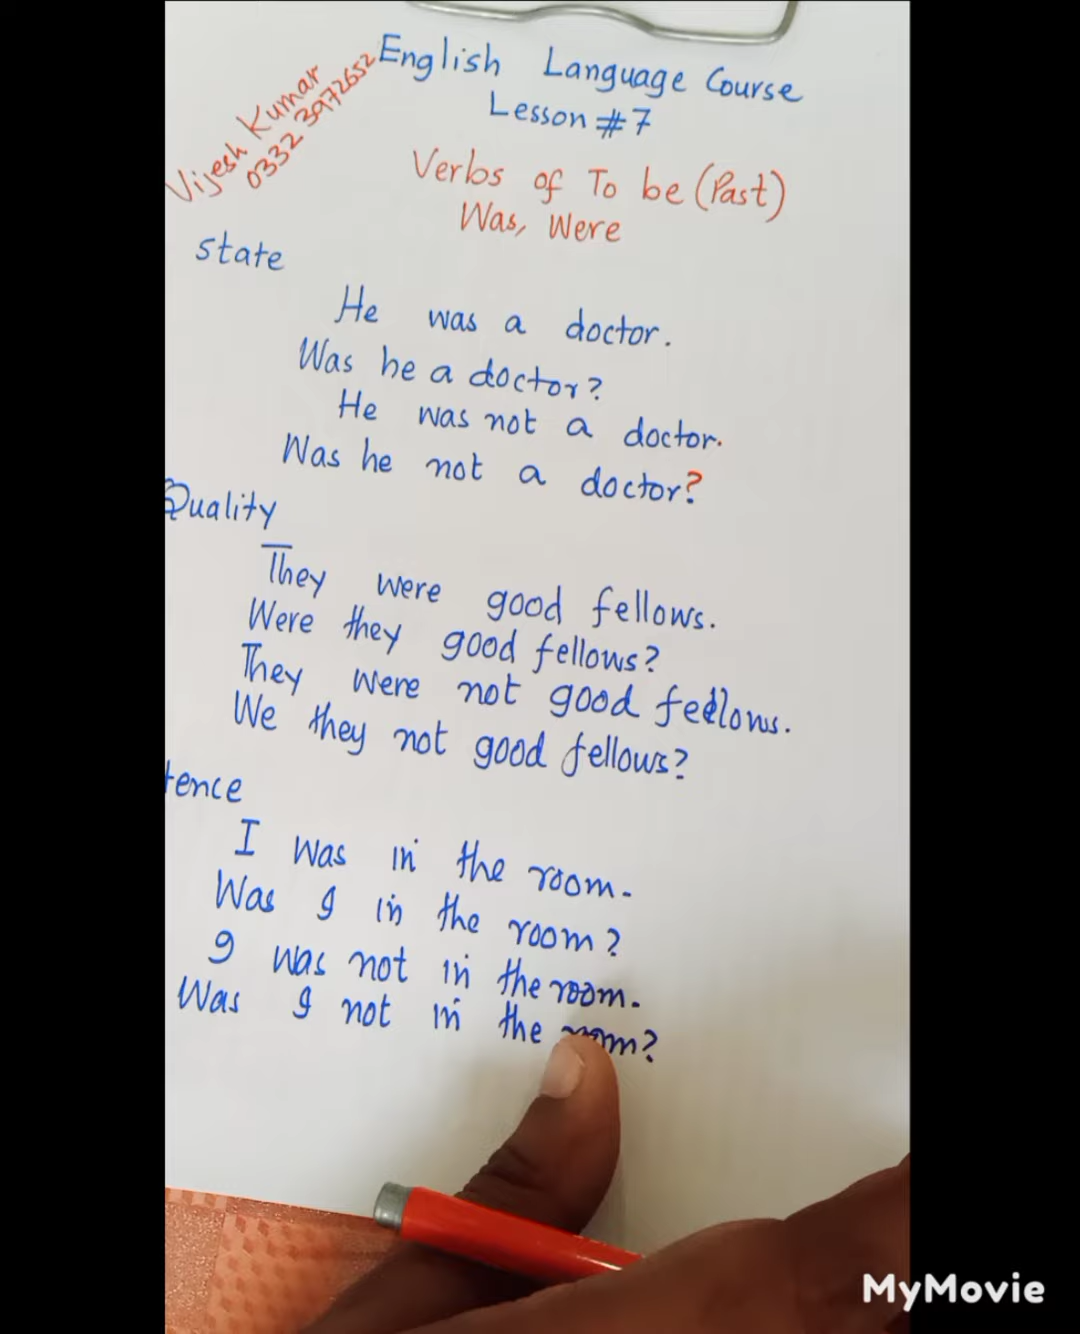 English Language Course
Lesson #7
Vijesh Kumar
0332 3972652
Verbs of To be (Past)
Was, Were
state
He was a doctor.
Was he a doctor?
He was not a doctor.
Was he not a doctor?
Quality
They were good fellows.
Were they good fellows?
They were not good fellows.
We they not good fellows?
tence
I was in the room.
Was I in the room?
I was not in the room.
Was I not in the room?
MyMovie